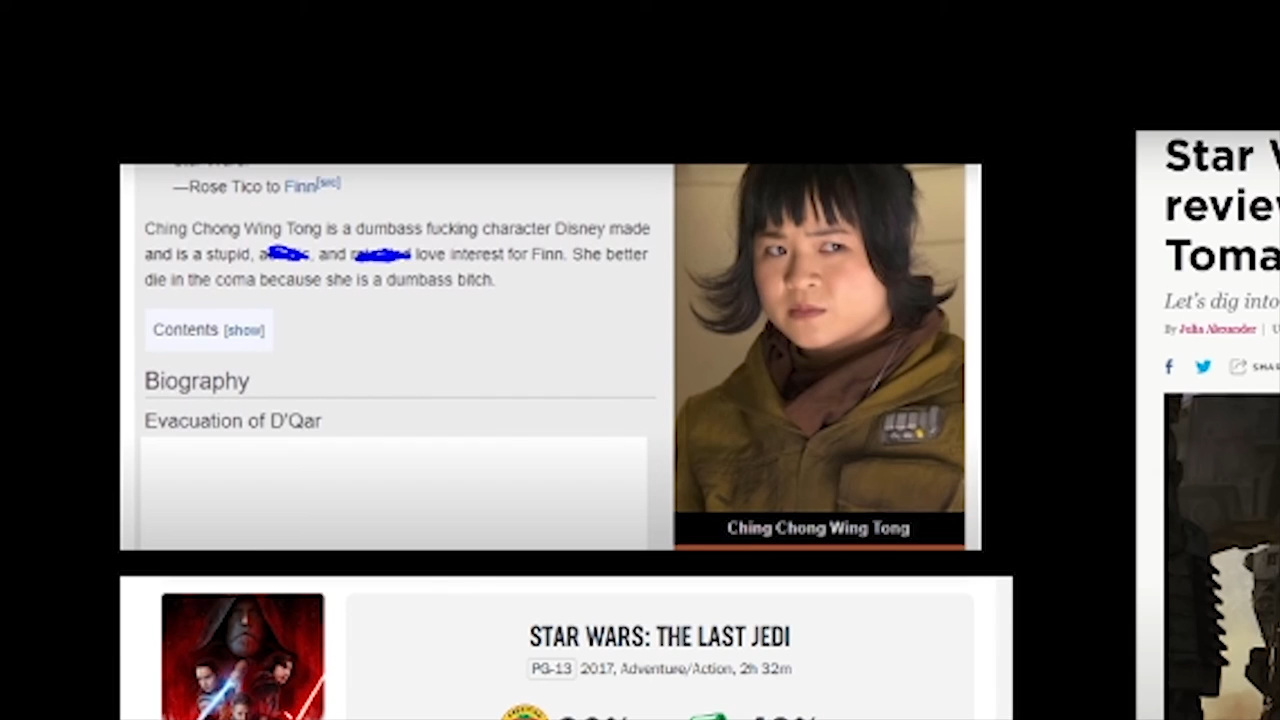 —Rose Tico to Finn[src]
Ching Chong Wing Tong is a dumbass fucking character Disney made
and is a stupid, and love interest for Finn. She better
die in the coma because she is a dumbass bitch.
Contents [show]
Biography
Evacuation of D'Qar
Ching Chong Wing Tong
STAR WARS: THE LAST JEDI
PG-13 2017, Adventure/Action, 2h 32m
Star
review
Toma
Let's dig into
By Julia Alexander |
SHAR